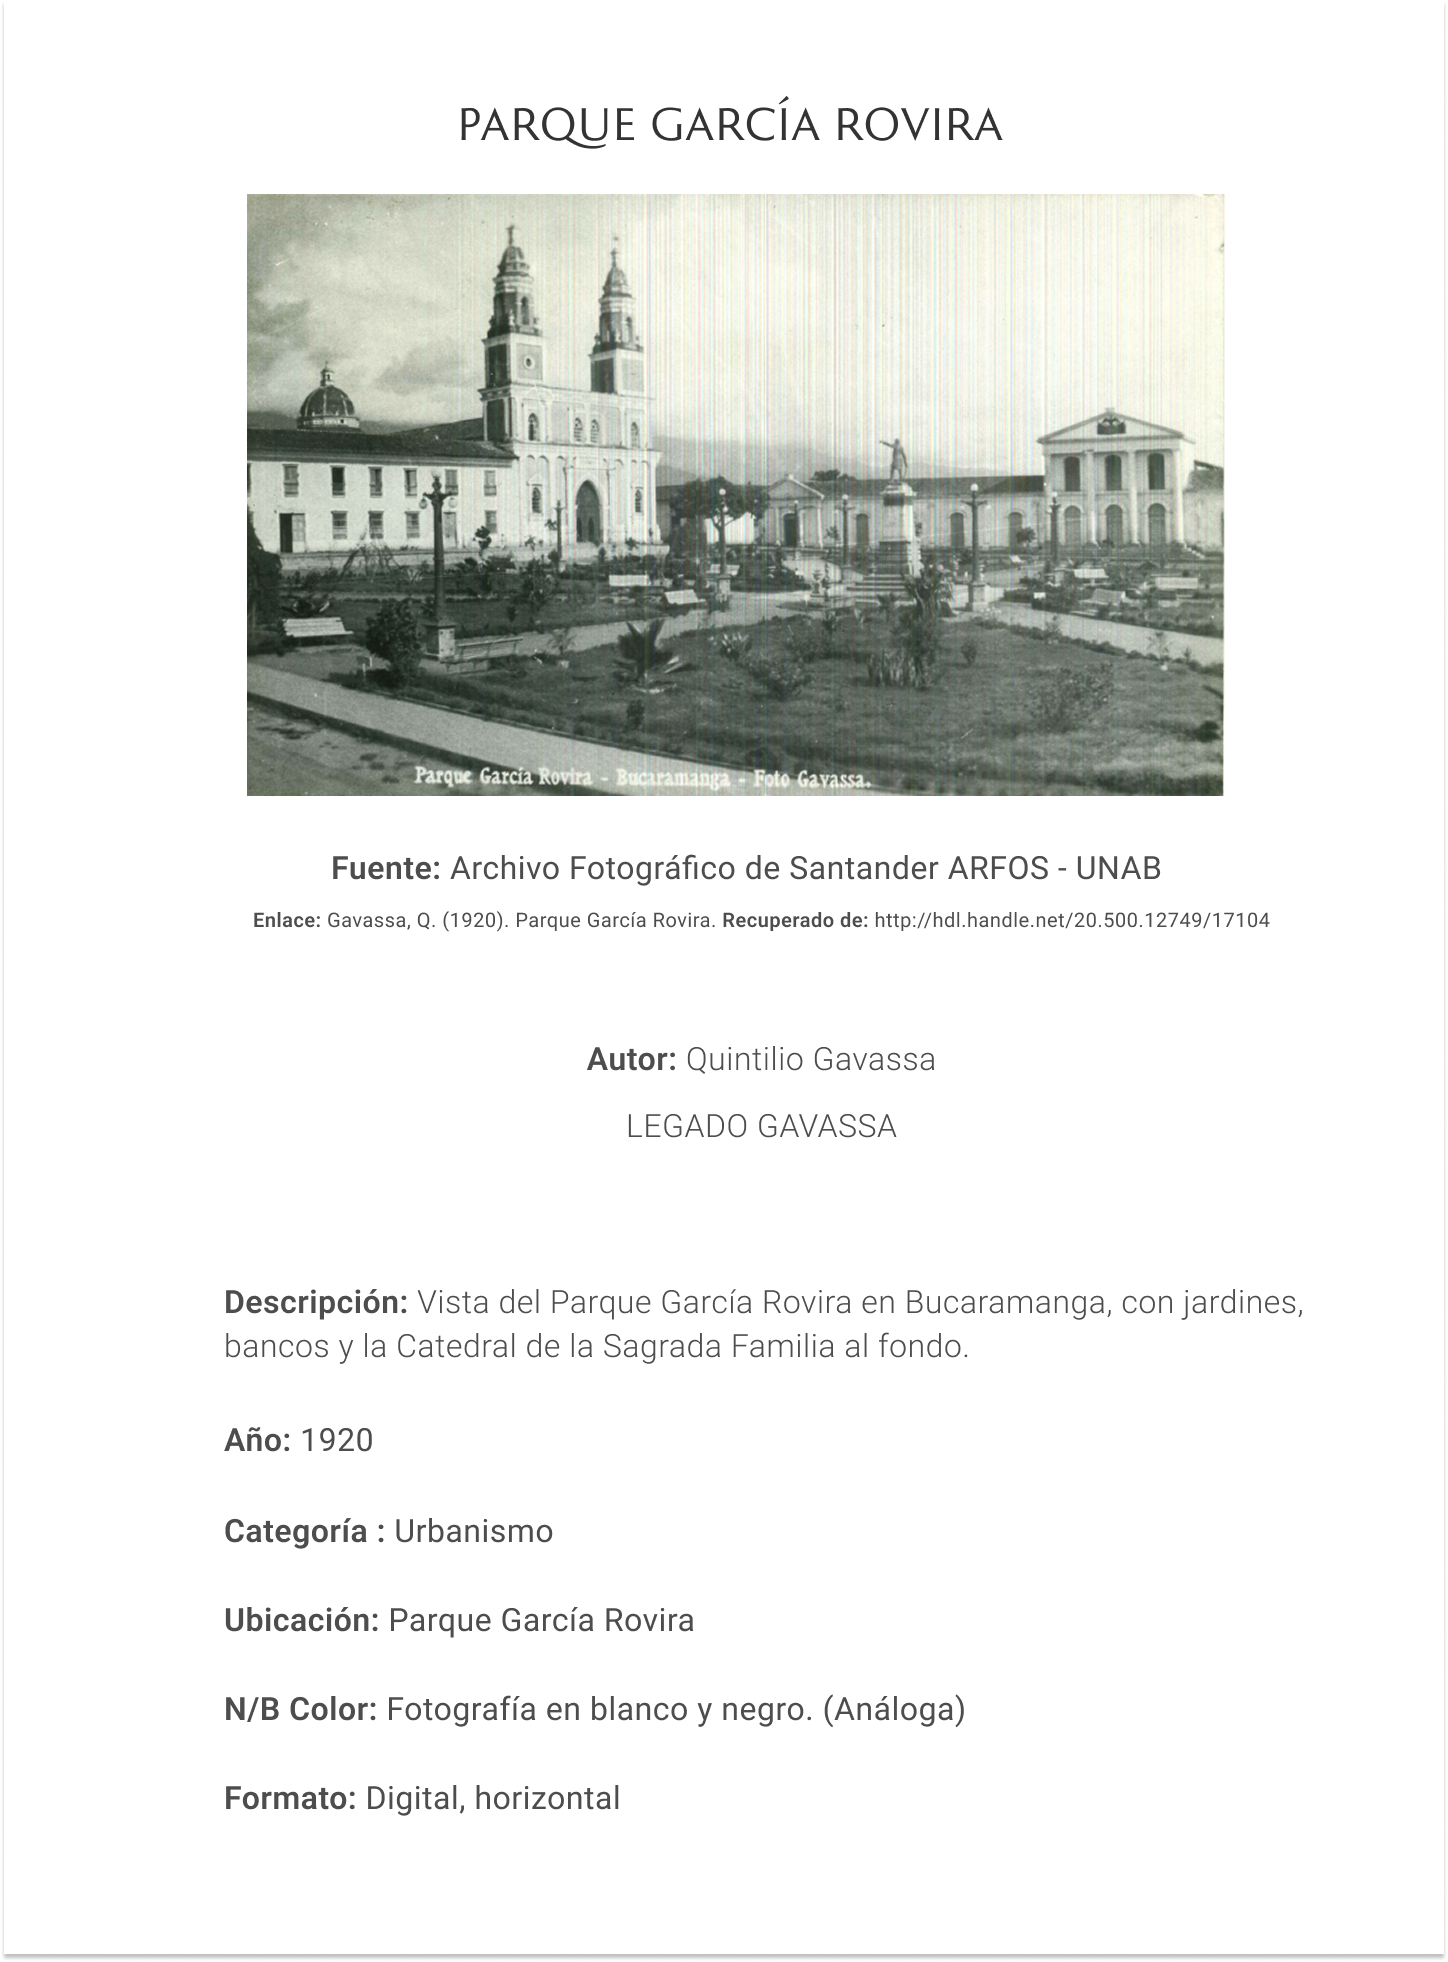 PARQUE GARCÍA ROVIRA
Parque García Rovira - Bucaramanga - Foto Gavassa.
Fuente: Archivo Fotográfico de Santander ARFOS - UNAB
Enlace: Gavassa, Q. (1920). Parque García Rovira. Recuperado de: http://hdl.handle.net/20.500.12749/17104
Autor: Quintilio Gavassa
LEGADO GAVASSA
Descripción: Vista del Parque García Rovira en Bucaramanga, con jardines,
bancos y la Catedral de la Sagrada Familia al fondo.
Año: 1920
Categoría : Urbanismo
Ubicación: Parque García Rovira
N/B Color: Fotografía en blanco y negro. (Análoga)
Formato: Digital, horizontal